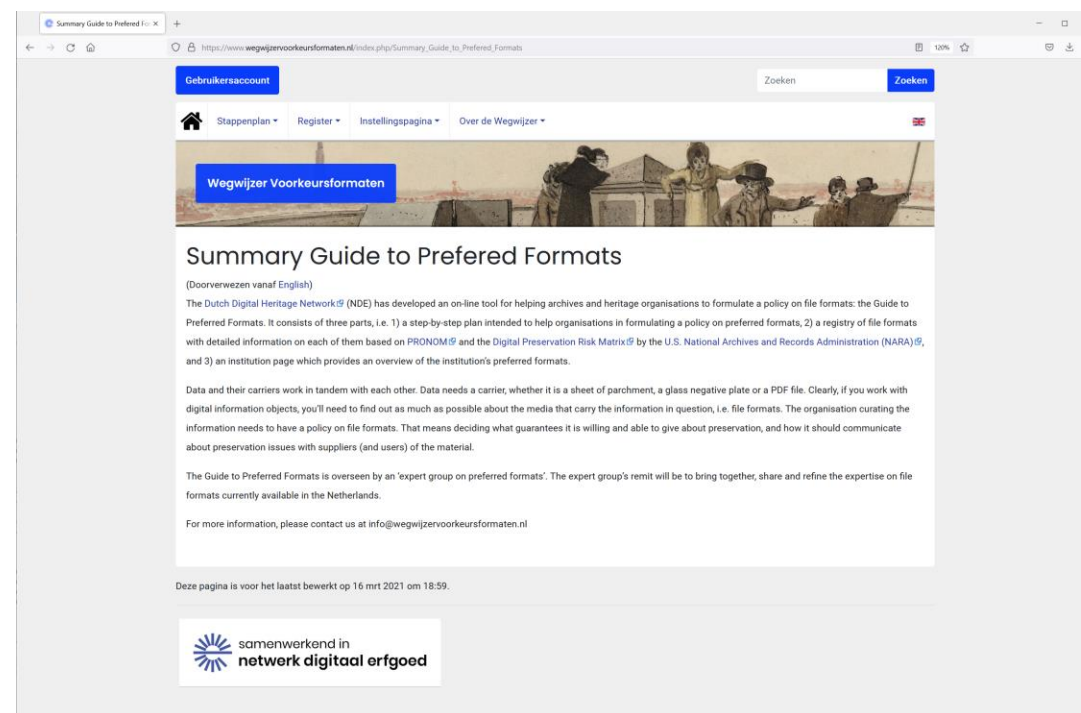 Summary Guide to Prefered Fo
https://www.wegwijzervoorkeursformaten.nl/index.php/Summary_Guide_to_Prefered_Formats
120%
Gebruikersaccount
Zoeken
Zoeken
Stappenplan
Register
Instellingspagina
Over de Wegwijzer
Wegwijzer Voorkeursformaten
Summary Guide to Prefered Formats
(Doorverwezen vanaf English)
The Dutch Digital Heritage Network (NDE) has developed an on-line tool for helping archives and heritage organisations to formulate a policy on file formats: the Guide to
Preferred Formats. It consists of three parts, i.e. 1) a step-by-step plan intended to help organisations in formulating a policy on preferred formats, 2) a registry of file formats
with detailed information on each of them based on PRONOM and the Digital Preservation Risk Matrix by the U.S. National Archives and Records Administration (NARA),
and 3) an institution page which provides an overview of the institution's preferred formats.
Data and their carriers work in tandem with each other. Data needs a carrier, whether it is a sheet of parchment, a glass negative plate or a PDF file. Clearly, if you work with
digital information objects, you'll need to find out as much as possible about the media that carry the information in question, i.e. file formats. The organisation curating the
information needs to have a policy on file formats. That means deciding what guarantees it is willing and able to give about preservation, and how it should communicate
about preservation issues with suppliers (and users) of the material.
The Guide to Preferred Formats is overseen by an 'expert group on preferred formats'. The expert group's remit will be to bring together, share and refine the expertise on file
formats currently available in the Netherlands.
For more information, please contact us at info@wegwijzervoorkeursformaten.nl
Deze pagina is voor het laatst bewerkt op 16 mrt 2021 om 18:59.
samenwerkend in
netwerk digitaal erfgoed